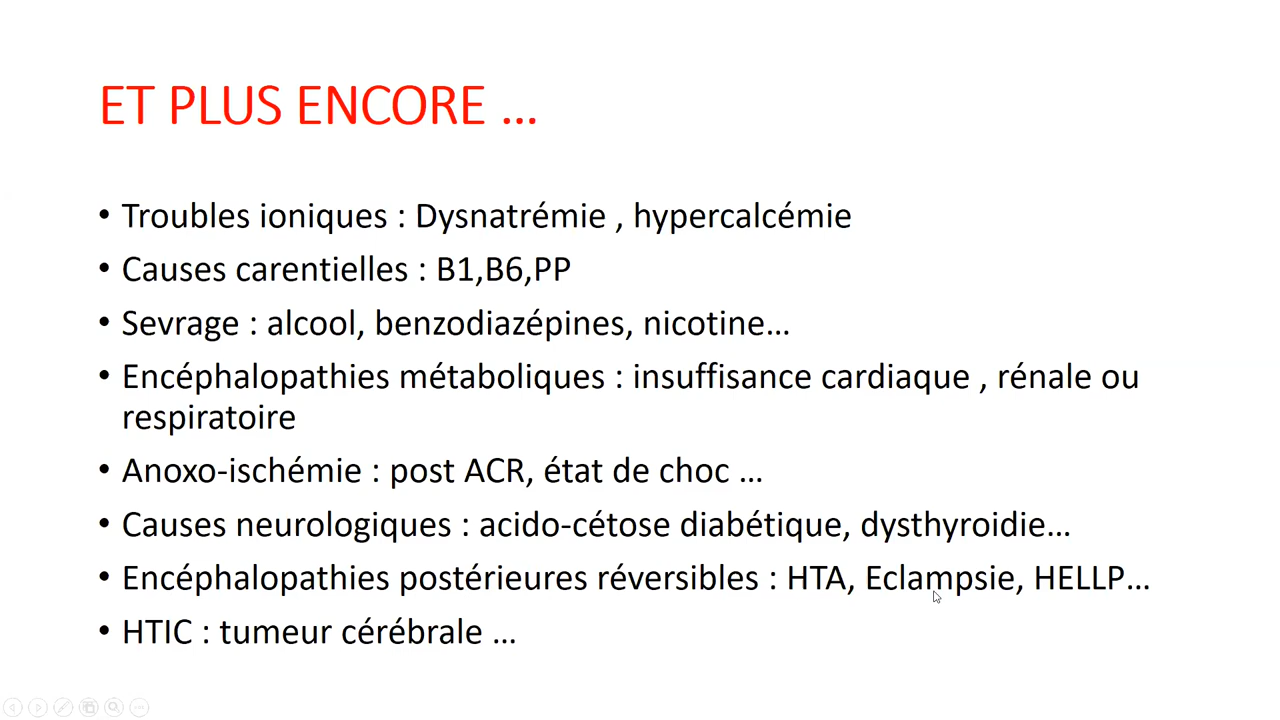 ET PLUS ENCORE ...
• Troubles ioniques : Dysnatrémie , hypercalcémie
• Causes carentielles : B1,B6,PP
• Sevrage : alcool, benzodiazépines, nicotine...
• Encéphalopathies métaboliques : insuffisance cardiaque , rénale ou
respiratoire
• Anoxo-ischémie : post ACR, état de choc ...
• Causes neurologiques : acido-cétose diabétique, dysthyroidie...
• Encéphalopathies postérieures réversibles : HTA, Eclampsie, HELLP...
• HTIC : tumeur cérébrale ...